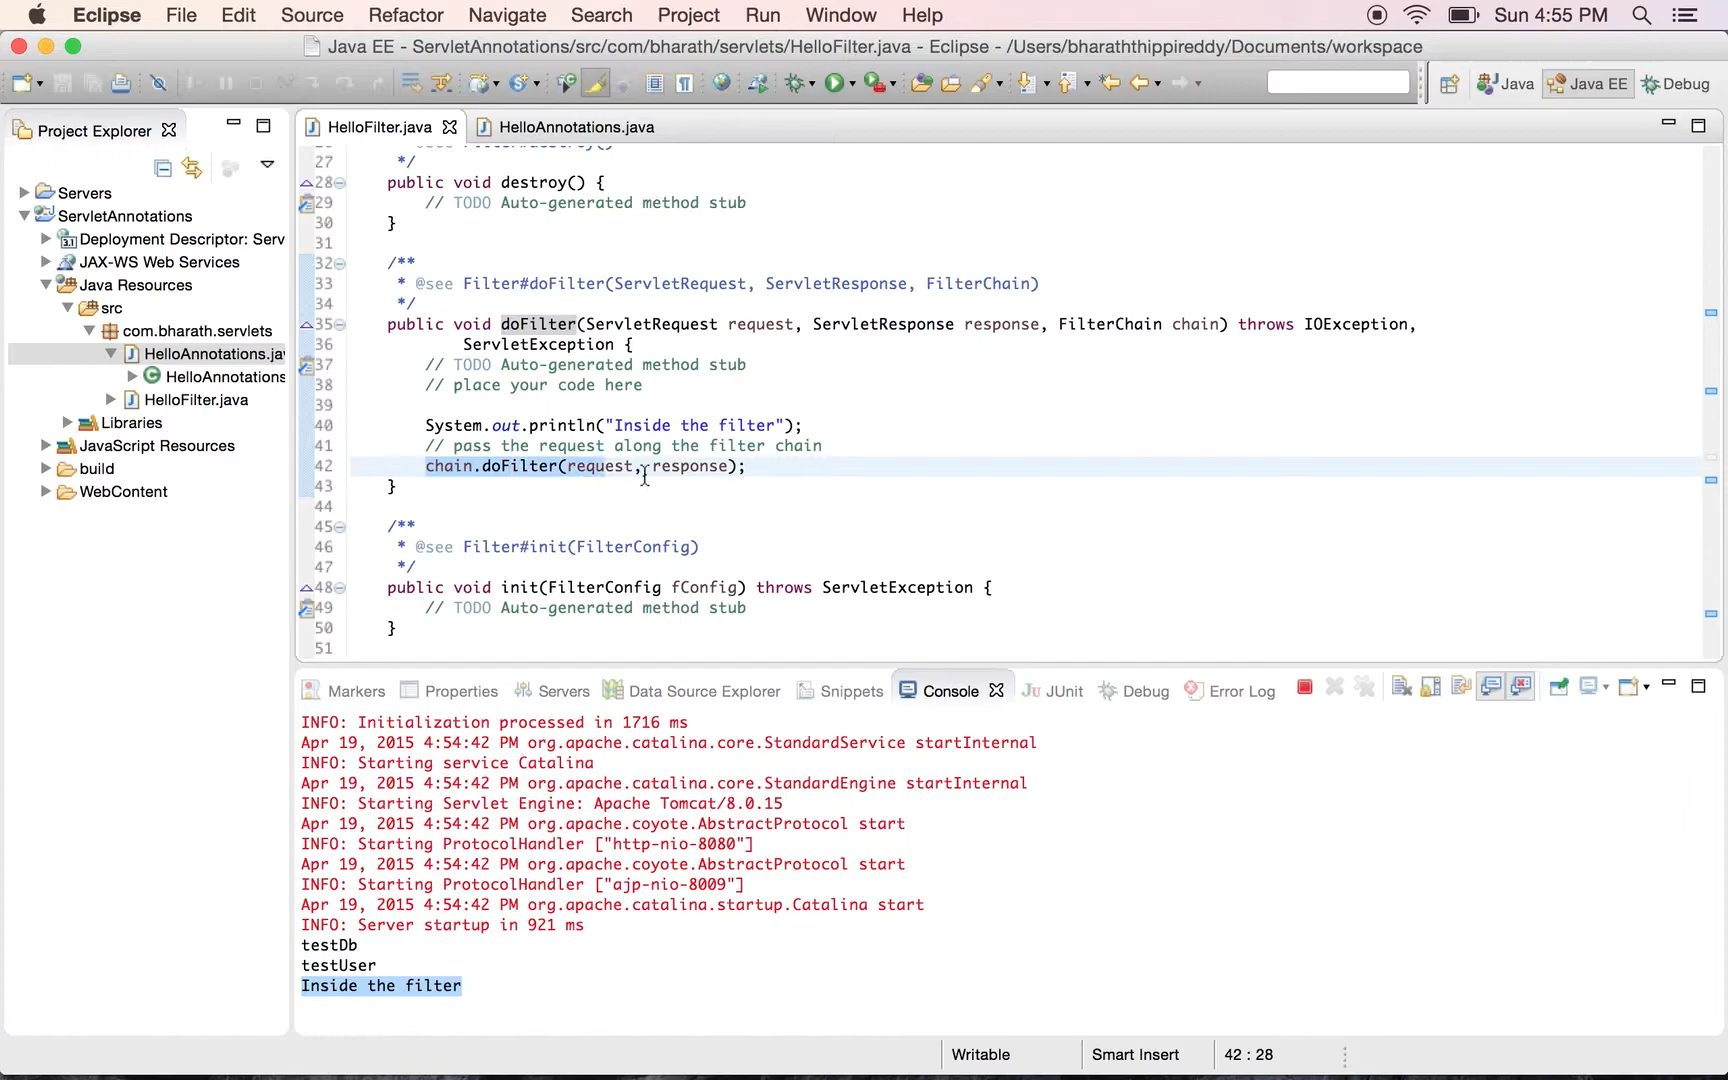 Eclipse File Edit Source Refactor Navigate Search Project Run Window Help Sun 4:55 PM
Java EE - ServletAnnotations/src/com/bharath/servlets/HelloFilter.java - Eclipse - /Users/bharaththippireddy/Documents/workspace
Java Java EE Debug
Project Explorer
HelloFilter.java HelloAnnotations.java
Servers
ServletAnnotations
3.1 Deployment Descriptor: Serv
JAX-WS Web Services
Java Resources
src
com.bharath.servlets
HelloAnnotations.ja
HelloAnnotations
HelloFilter.java
Libraries
JavaScript Resources
build
WebContent
27 */
28 public void destroy() {
29 // TODO Auto-generated method stub
30 }
31
32 /**
33 * @see Filter#doFilter(ServletRequest, ServletResponse, FilterChain)
34 */
35 public void doFilter(ServletRequest request, ServletResponse response, FilterChain chain) throws IOException,
36 ServletException {
37 // TODO Auto-generated method stub
38 // place your code here
39
40 System.out.println("Inside the filter");
41 // pass the request along the filter chain
42 chain.doFilter(request, response);
43 }
44
45 /**
46 * @see Filter#init(FilterConfig)
47 */
48 public void init(FilterConfig fConfig) throws ServletException {
49 // TODO Auto-generated method stub
50 }
51
Markers Properties Servers Data Source Explorer Snippets Console JUnit Debug Error Log
INFO: Initialization processed in 1716 ms
Apr 19, 2015 4:54:42 PM org.apache.catalina.core.StandardService startInternal
INFO: Starting service Catalina
Apr 19, 2015 4:54:42 PM org.apache.catalina.core.StandardEngine startInternal
INFO: Starting Servlet Engine: Apache Tomcat/8.0.15
Apr 19, 2015 4:54:42 PM org.apache.coyote.AbstractProtocol start
INFO: Starting ProtocolHandler ["http-nio-8080"]
Apr 19, 2015 4:54:42 PM org.apache.coyote.AbstractProtocol start
INFO: Starting ProtocolHandler ["ajp-nio-8009"]
Apr 19, 2015 4:54:42 PM org.apache.catalina.startup.Catalina start
INFO: Server startup in 921 ms
testDb
testUser
Inside the filter
Writable Smart Insert 42 : 28